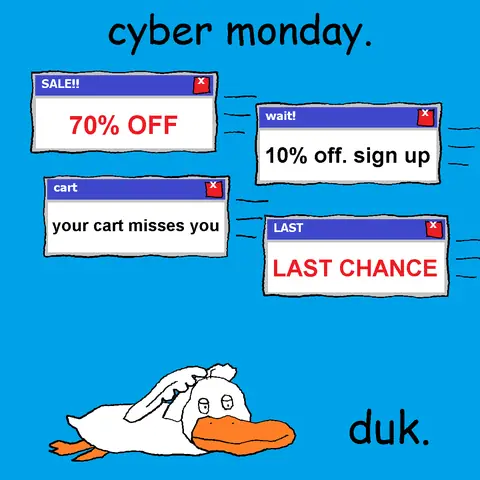 cyber monday.
SALE!! x
70% OFF
wait! x
10% off. sign up
cart x
your cart misses you
LAST x
LAST CHANCE
duk.